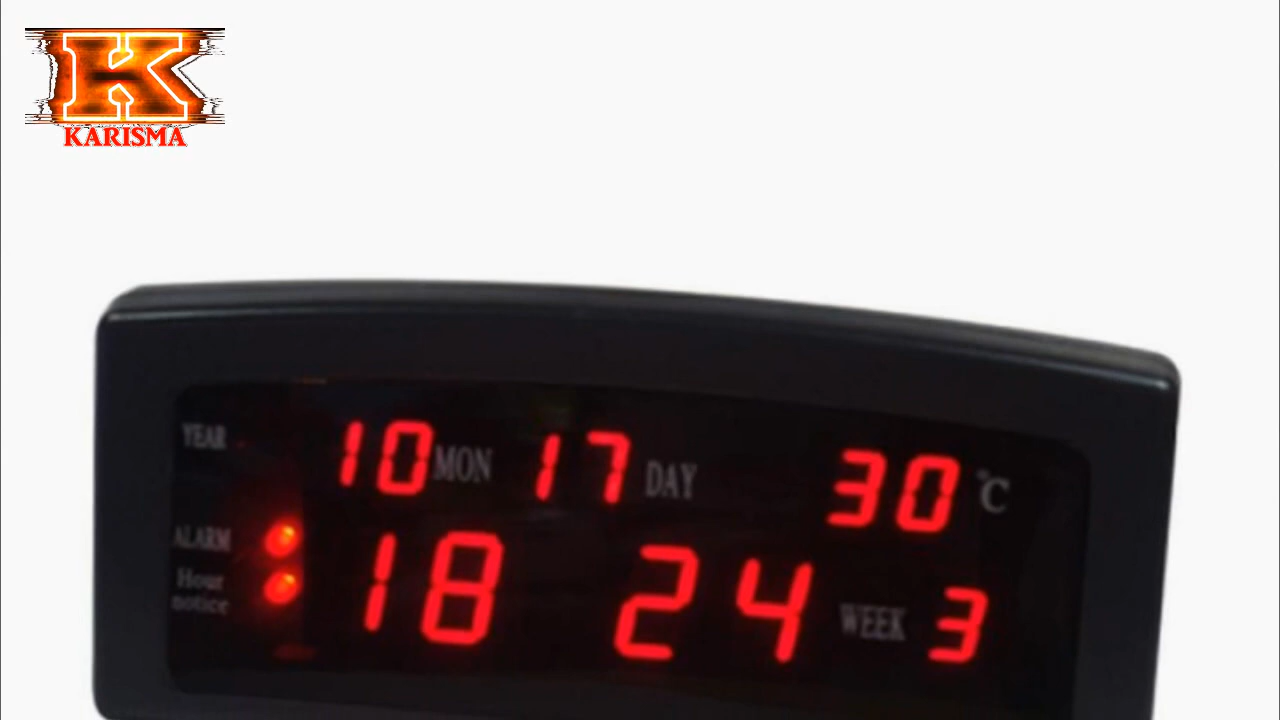 K
KARISMA
YEAR 10 MON 17 DAY 30 °C
ALARM
18 24 WEEK 3
Hour
notice